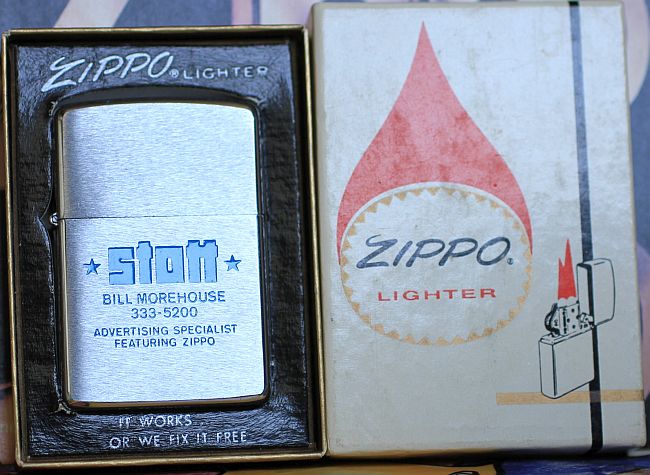 ZIPPO® LIGHTER
★ stott ★
BILL MOREHOUSE
333-5200
ADVERTISING SPECIALIST
FEATURING ZIPPO
IT WORKS
OR WE FIX IT FREE
ZIPPO®
LIGHTER